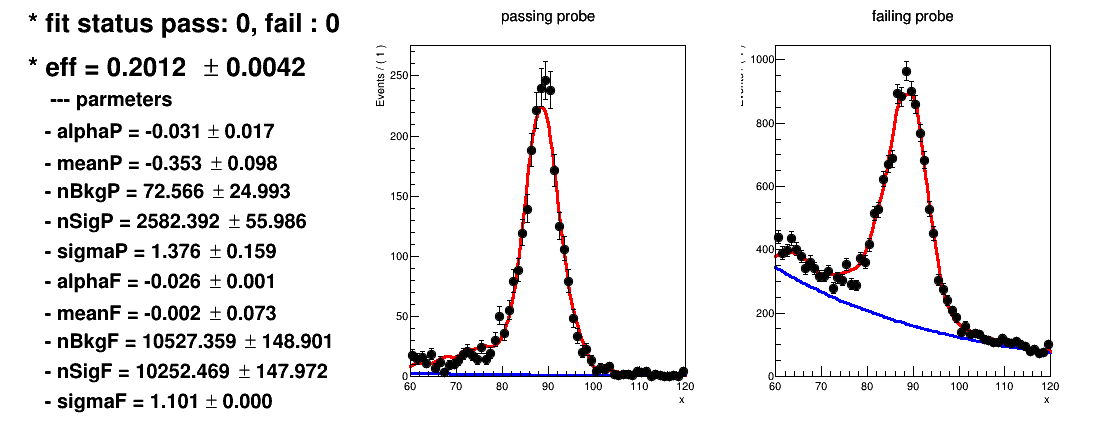 * fit status pass: 0, fail : 0
* eff = 0.2012 ± 0.0042
--- parmeters
- alphaP = -0.031 ± 0.017
- meanP = -0.353 ± 0.098
- nBkgP = 72.566 ± 24.993
- nSigP = 2582.392 ± 55.986
- sigmaP = 1.376 ± 0.159
- alphaF = -0.026 ± 0.001
- meanF = -0.002 ± 0.073
- nBkgF = 10527.359 ± 148.901
- nSigF = 10252.469 ± 147.972
- sigmaF = 1.101 ± 0.000
passing probe
Events / ( 1 )
250
200
150
100
50
0
60 70 80 90 100 110 120
x
failing probe
Events / ( 1 )
1000
800
600
400
200
0
60 70 80 90 100 110 120
x